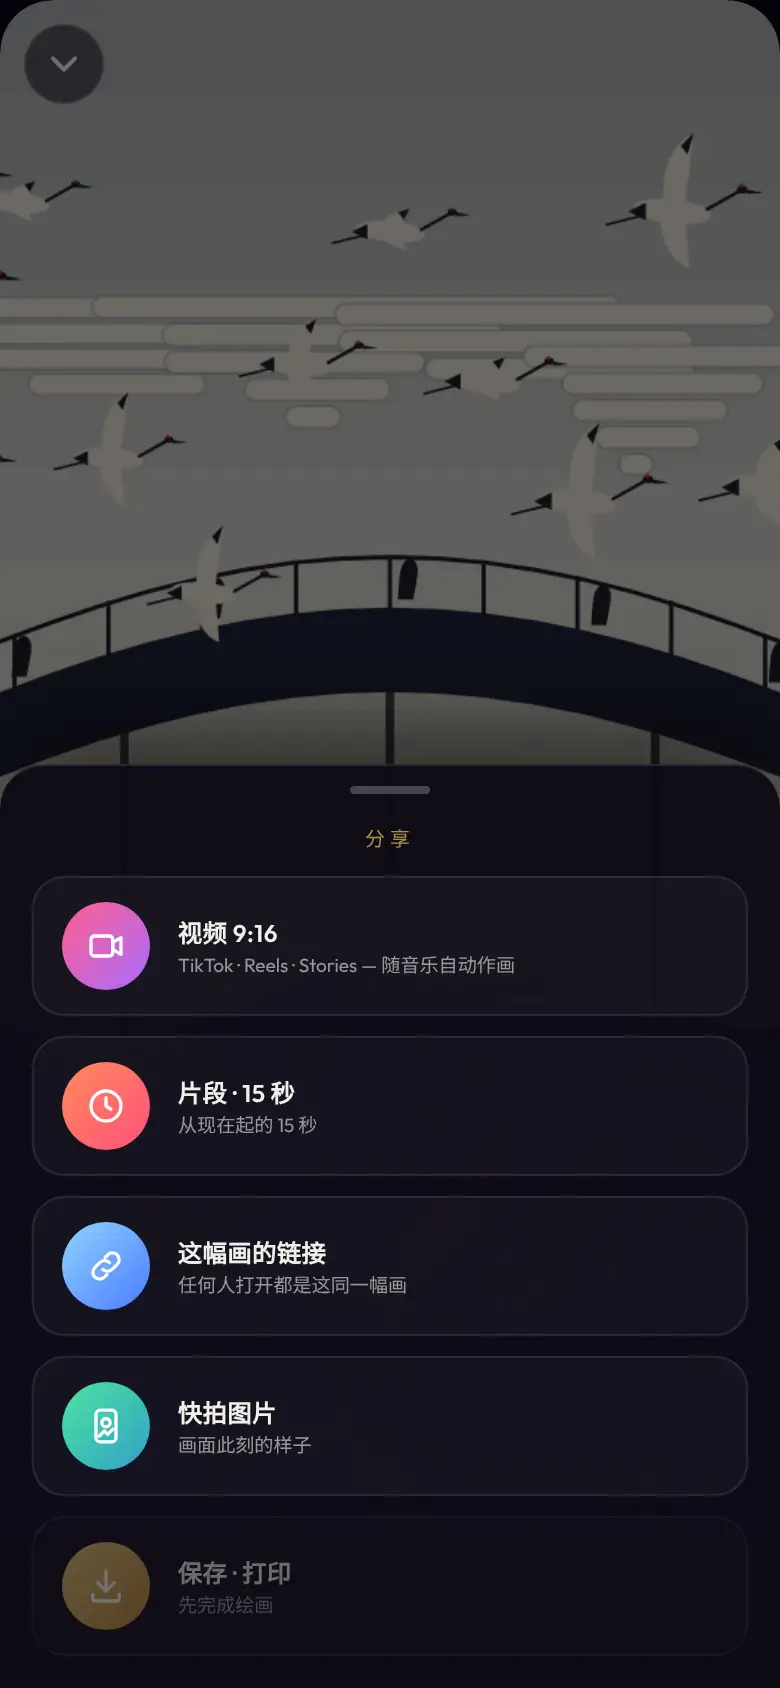 分享
视频 9:16
TikTok · Reels · Stories — 随音乐自动作画
片段 · 15 秒
从现在起的 15 秒
这幅画的链接
任何人打开都是这同一幅画
快拍图片
画面此刻的样子
保存 · 打印
先完成绘画